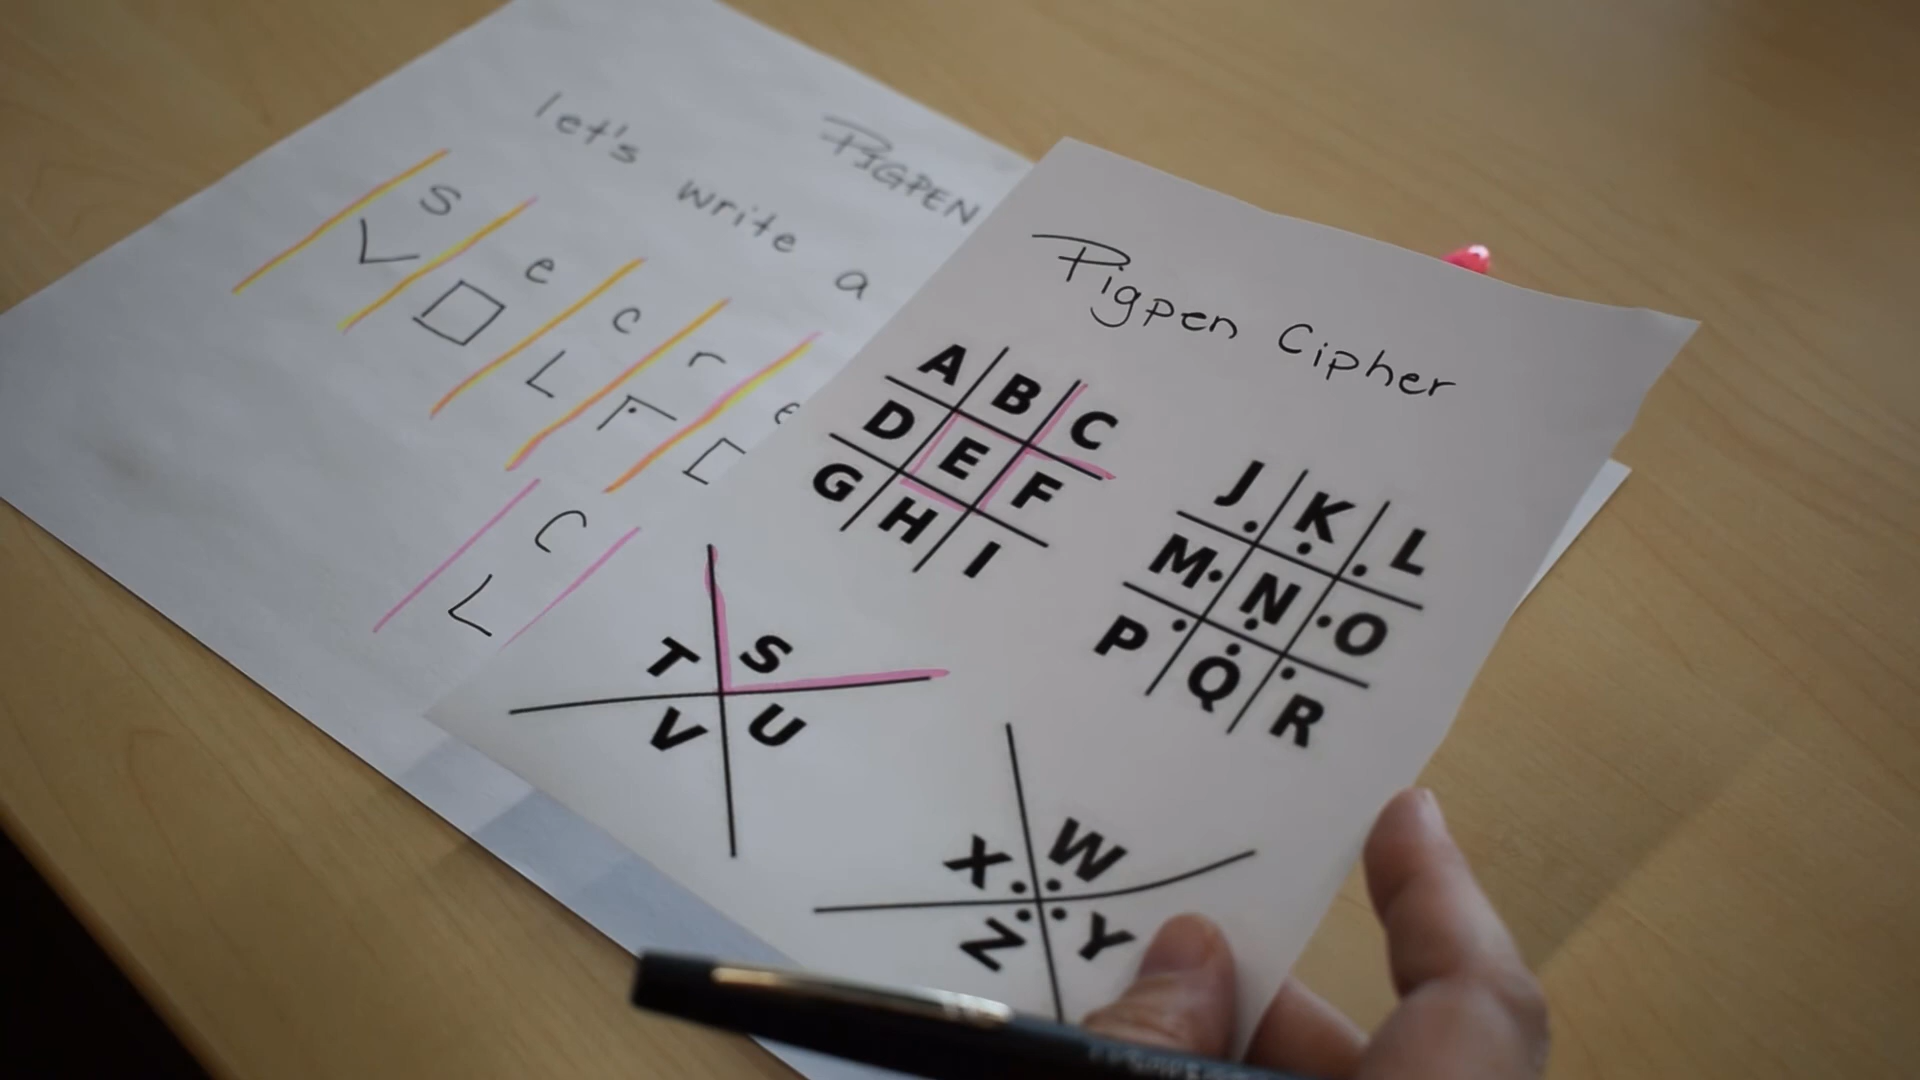 PIGPEN
let's write a
s e c r e
c
Pigpen Cipher
A B C
D E F
G H I
J K L
M N O
P Q R
T S
V U
X W
Z Y